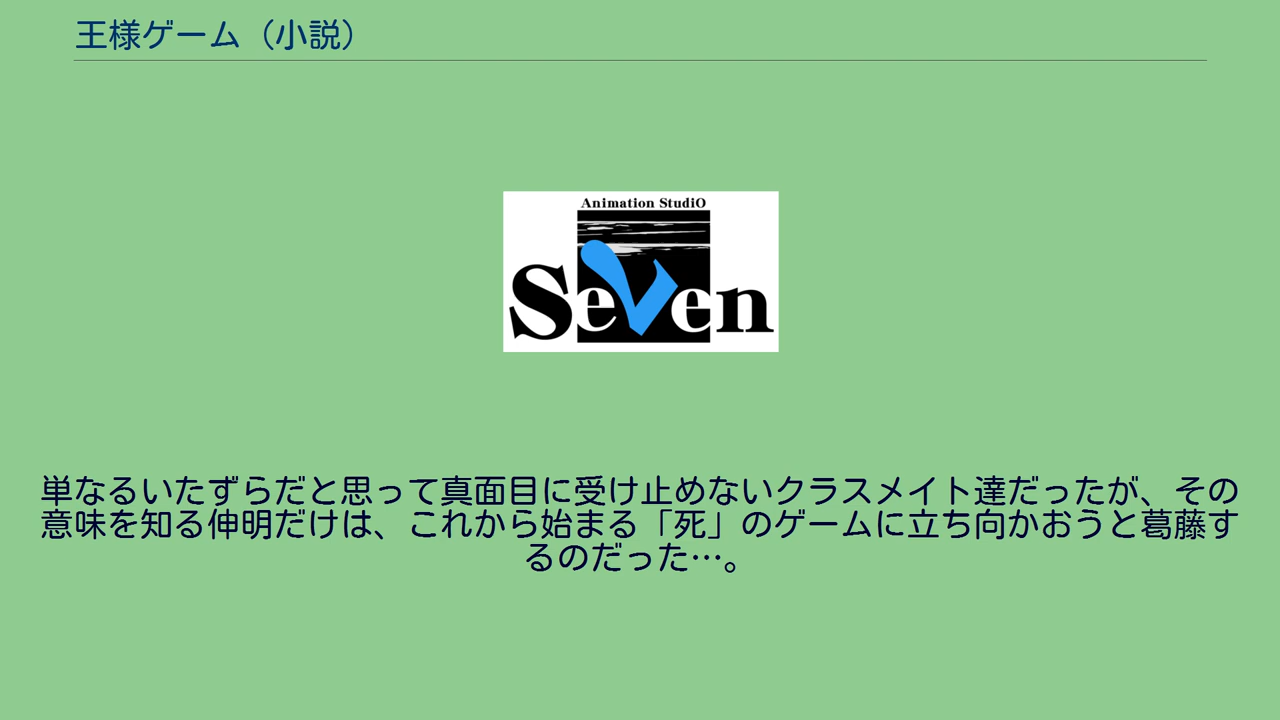 王様ゲーム（小説）
Animation StudiO
Seven
単なるいたずらだと思って真面目に受け止めないクラスメイト達だったが、その
意味を知る伸明だけは、これから始まる「死」のゲームに立ち向かおうと葛藤す
るのだった…。